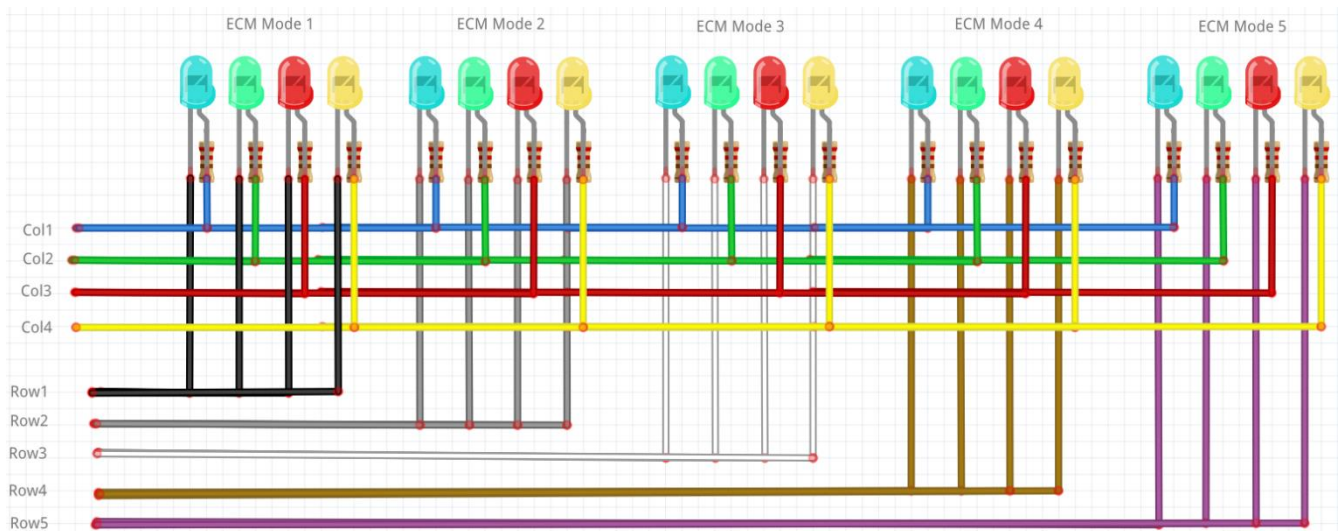 ECM Mode 1
ECM Mode 2
ECM Mode 3
ECM Mode 4
ECM Mode 5
Col1
Col2
Col3
Col4
Row1
Row2
Row3
Row4
Row5